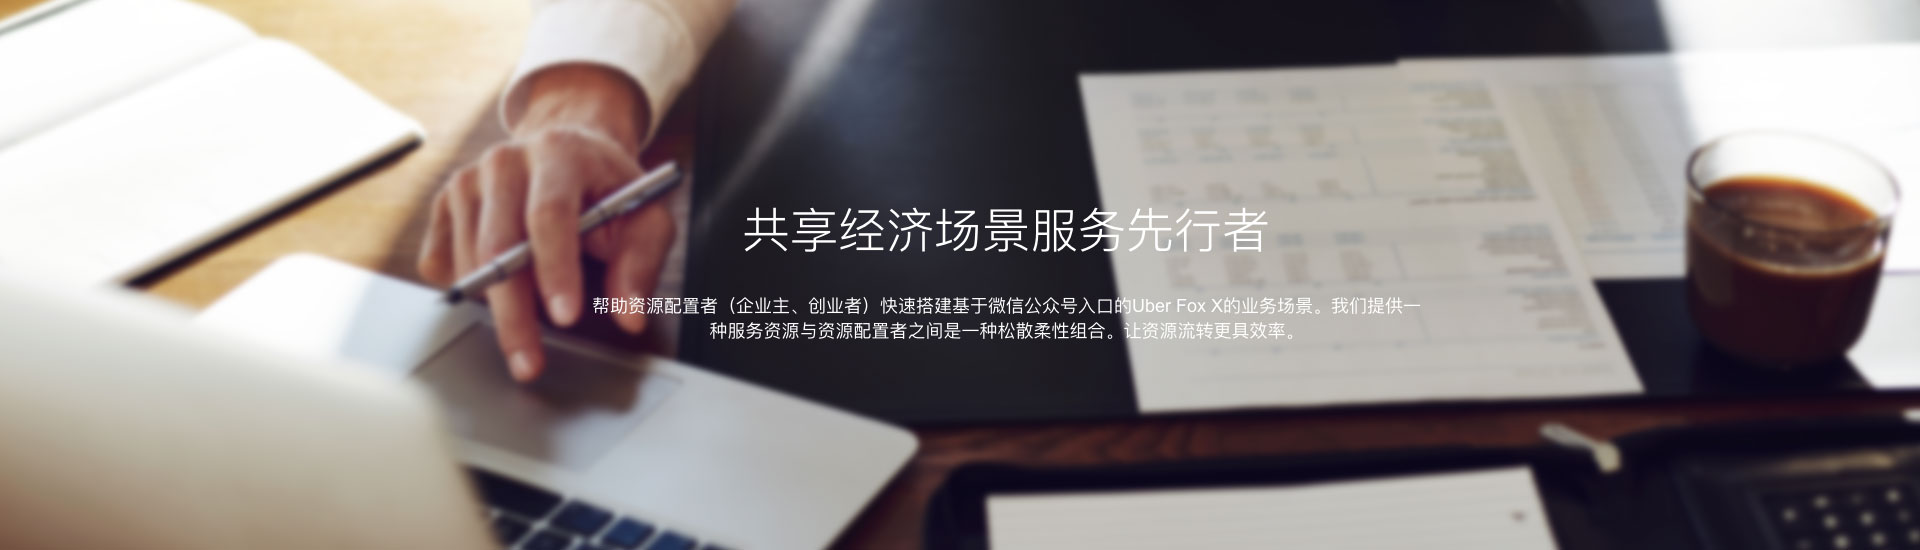 共享经济场景服务先行者
帮助资源配置者（企业主、创业者）快速搭建基于微信公众号入口的Uber Fox X的业务场景。我们提供一
种服务资源与资源配置者之间是一种松散柔性组合。让资源流转更具效率。